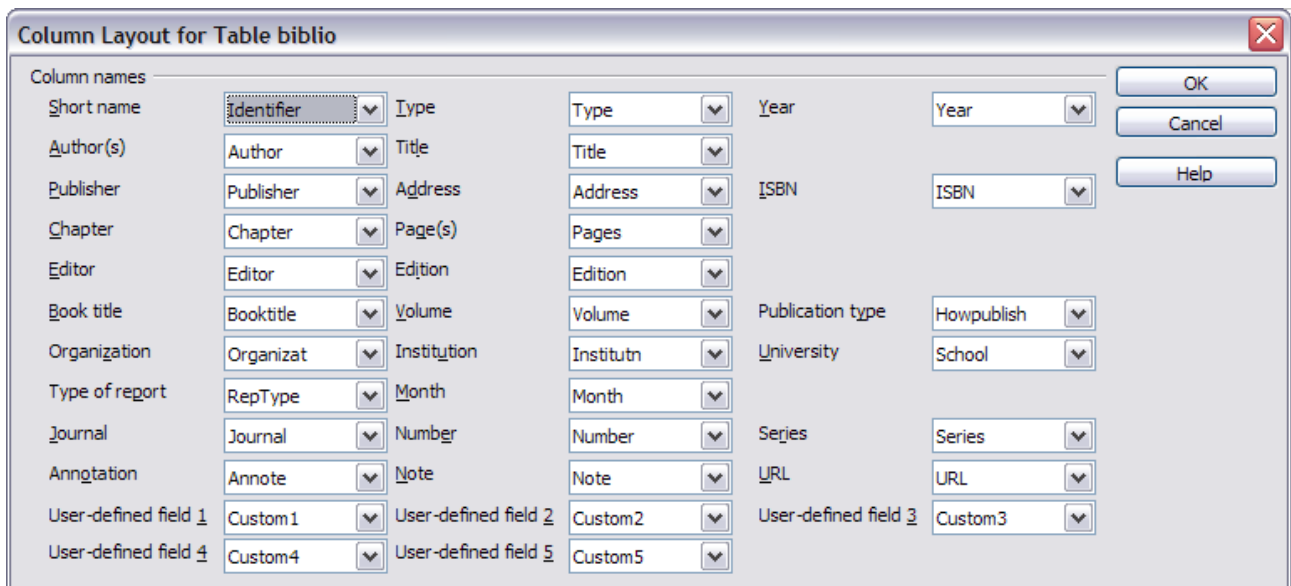 Column Layout for Table biblio
Column names
OK
Short name Identifier Type Type Year Year
Cancel
Author(s) Author Title Title
Help
Publisher Publisher Address Address ISBN ISBN
Chapter Chapter Page(s) Pages
Editor Editor Edition Edition
Book title Booktitle Volume Volume Publication type Howpublish
Organization Organizat Institution Institutn University School
Type of report RepType Month Month
Journal Journal Number Number Series Series
Annotation Annote Note Note URL URL
User-defined field 1 Custom1 User-defined field 2 Custom2 User-defined field 3 Custom3
User-defined field 4 Custom4 User-defined field 5 Custom5